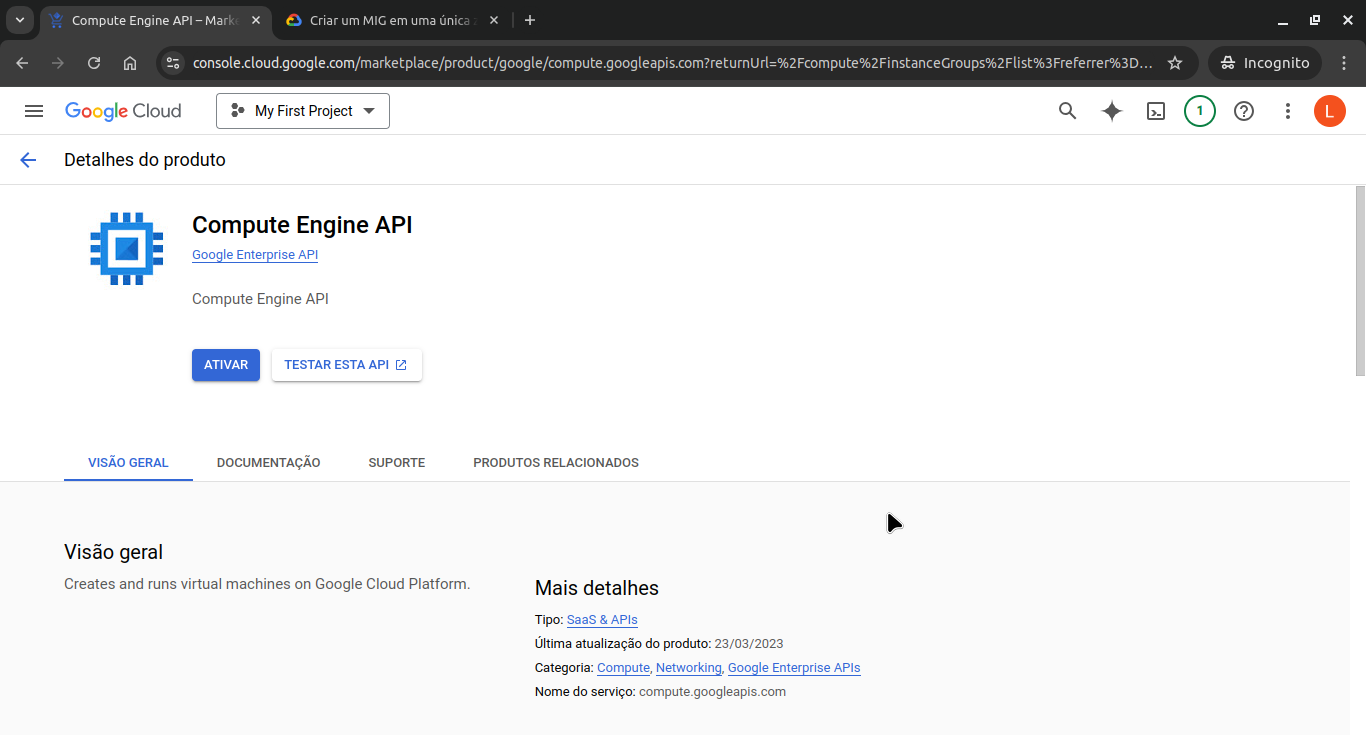 Compute Engine API – Mark
Criar um MIG em uma única
console.cloud.google.com/marketplace/product/google/compute.googleapis.com?returnUrl=%2Fcompute%2FinstanceGroups%2Flist%3Freferrer%3D...
Incognito
Google Cloud
My First Project
1
L
Detalhes do produto
Compute Engine API
Google Enterprise API
Compute Engine API
ATIVAR
TESTAR ESTA API
VISÃO GERAL
DOCUMENTAÇÃO
SUPORTE
PRODUTOS RELACIONADOS
Visão geral
Creates and runs virtual machines on Google Cloud Platform.
Mais detalhes
Tipo: SaaS & APIs
Última atualização do produto: 23/03/2023
Categoria: Compute, Networking, Google Enterprise APIs
Nome do serviço: compute.googleapis.com